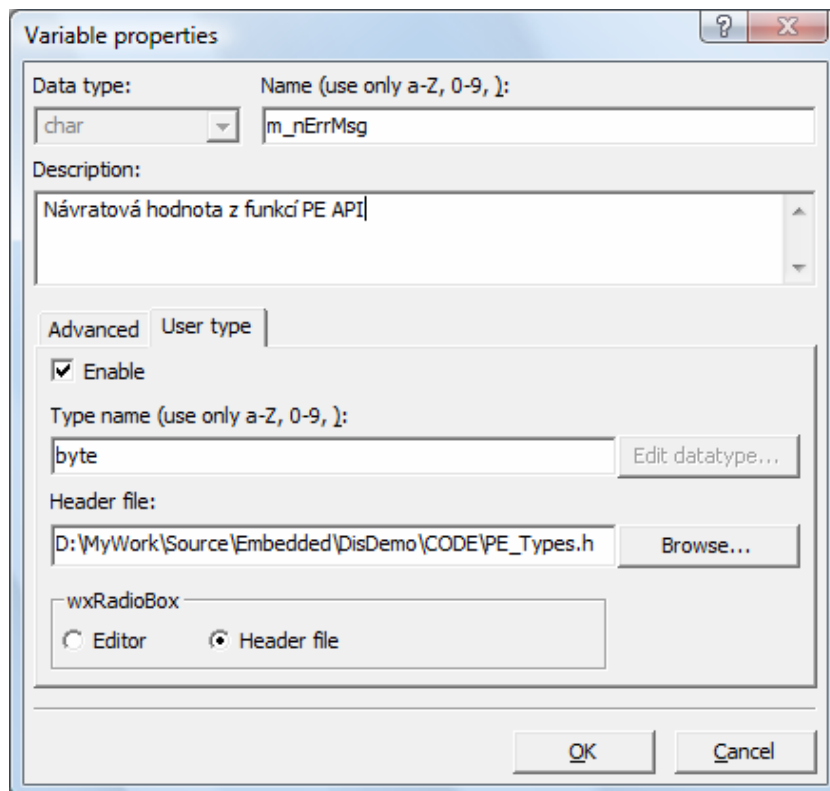 Variable properties
Data type:
Name (use only a-Z, 0-9, ):
char
m_nErrMsg
Description:
Návratová hodnota z funkcí PE API
Advanced
User type
Enable
Type name (use only a-Z, 0-9, ):
byte
Edit datatype...
Header file:
D:\MyWork\Source\Embedded\DisDemo\CODE\PE_Types.h
Browse...
wxRadioBox
Editor
Header file
OK
Cancel